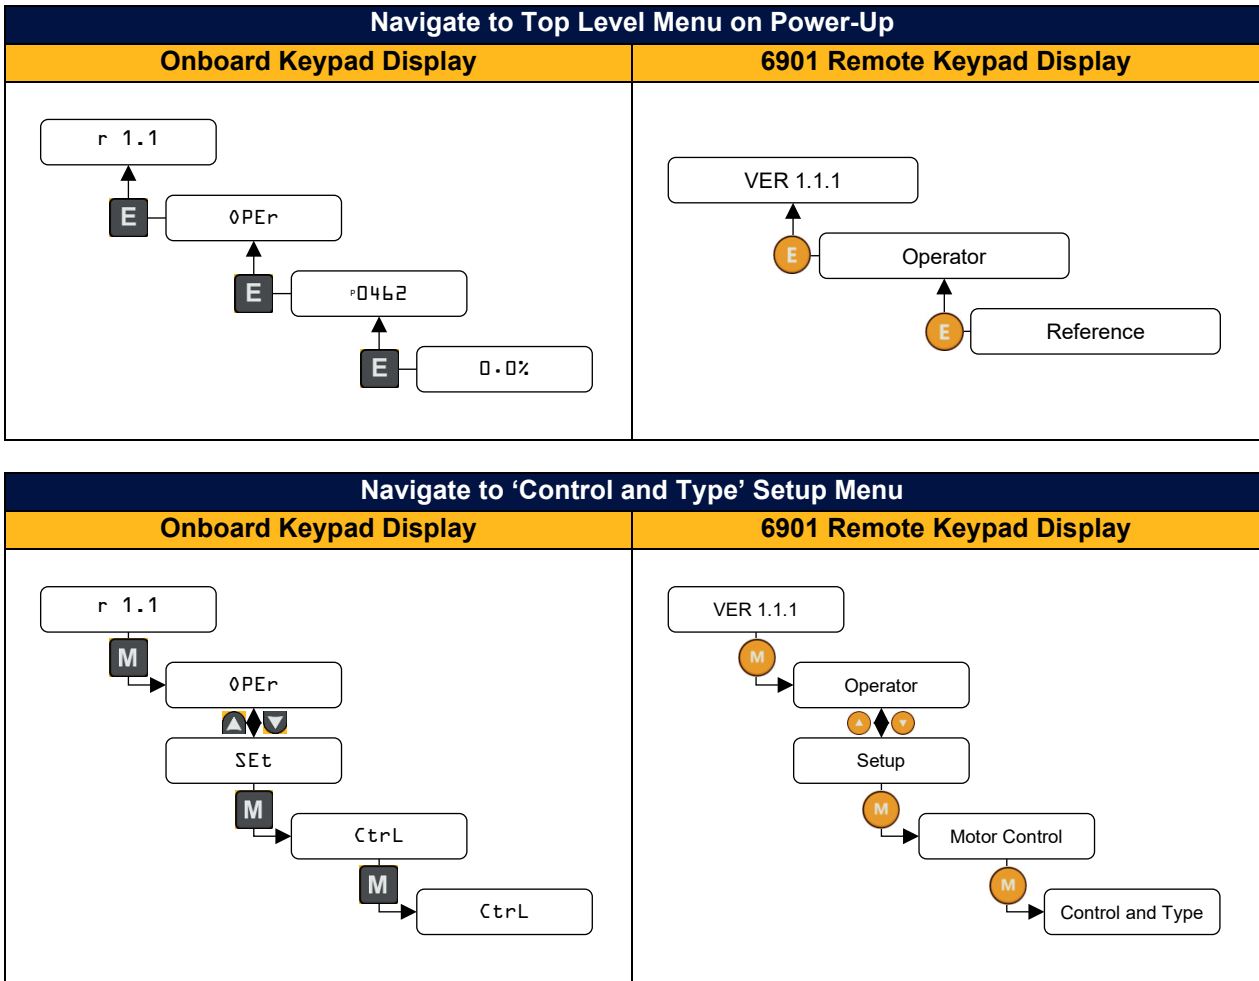 Navigate to Top Level Menu on Power-Up
Onboard Keypad Display
6901 Remote Keypad Display
r 1.1
E
OPEr
E
P0462
E
0.0%
VER 1.1.1
E
Operator
E
Reference
Navigate to ‘Control and Type’ Setup Menu
Onboard Keypad Display
6901 Remote Keypad Display
r 1.1
M
OPEr
SEt
M
CtrL
M
CtrL
VER 1.1.1
M
Operator
Setup
M
Motor Control
M
Control and Type